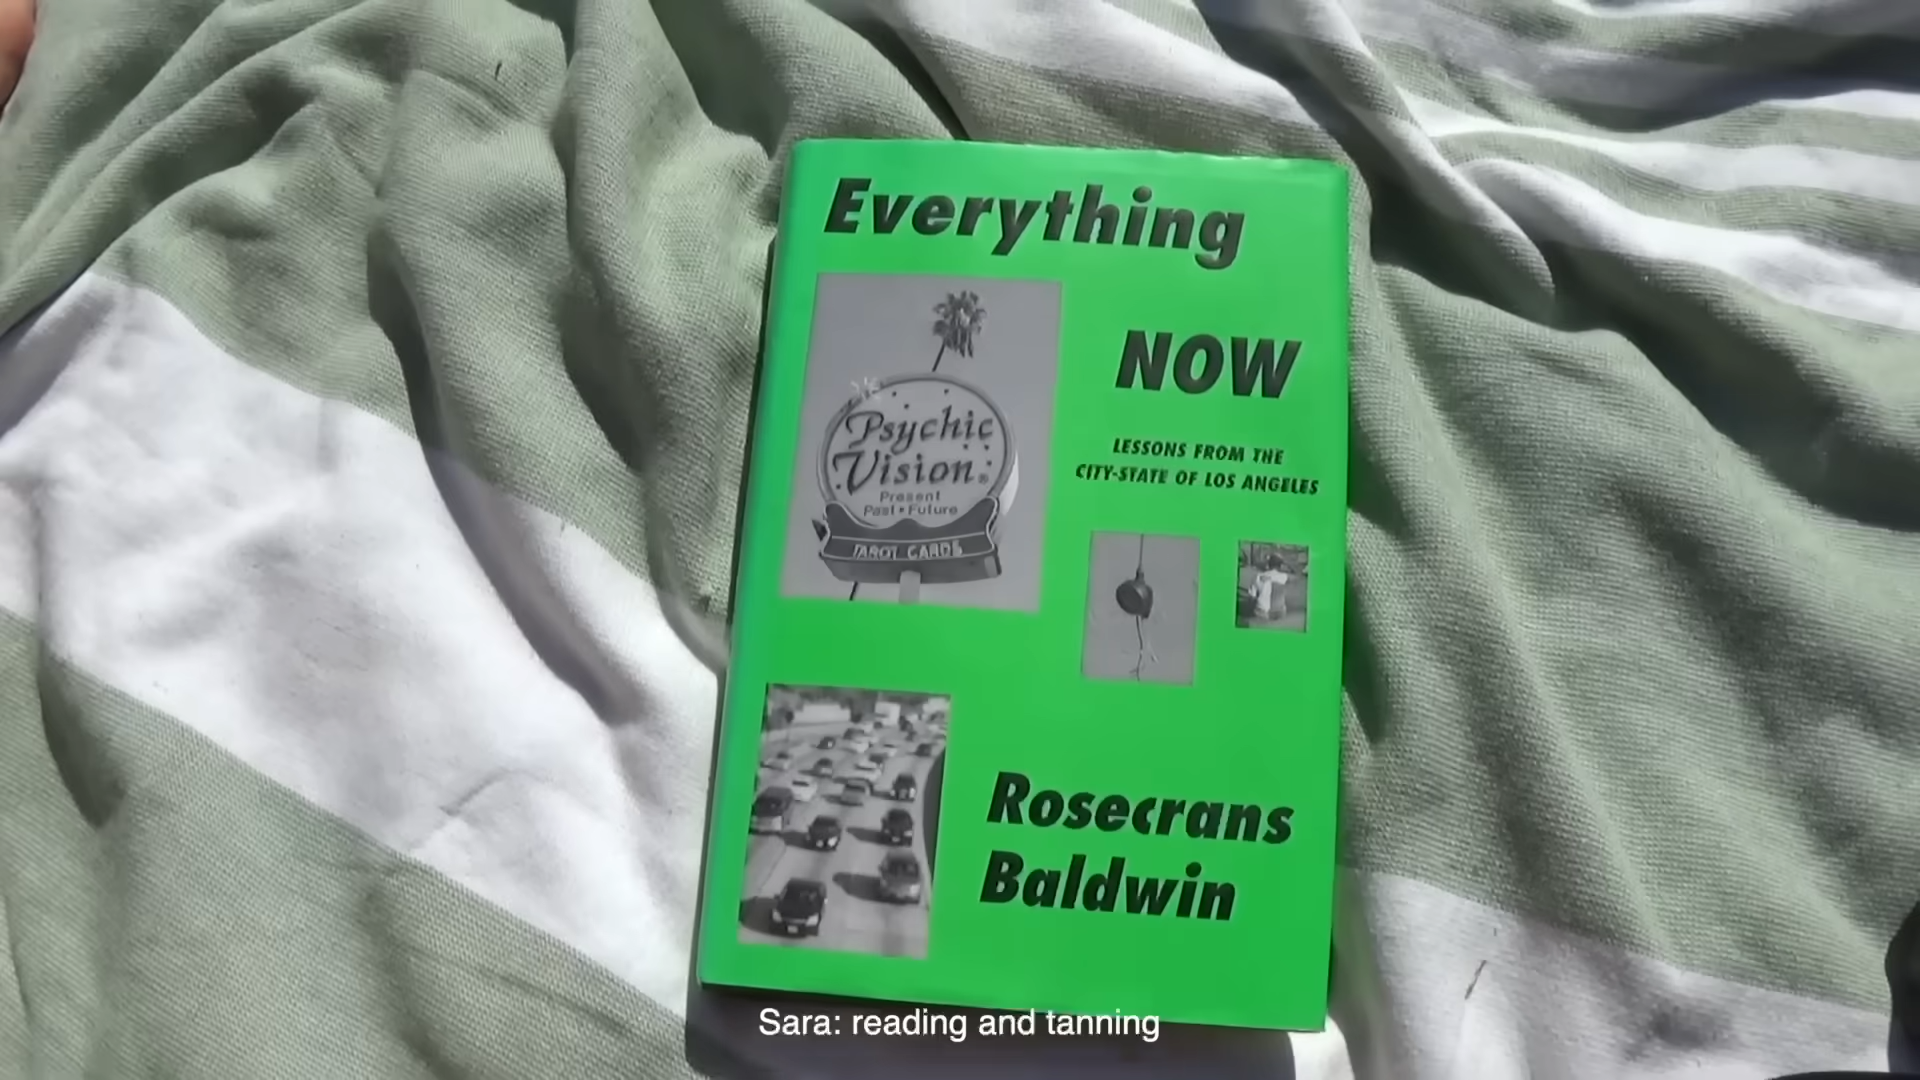 Everything
NOW
LESSONS FROM THE
CITY-STATE OF LOS ANGELES
Psychic
Vision
Present
Past • Future
TAROT CARDS
Rosecrans
Baldwin
Sara: reading and tanning